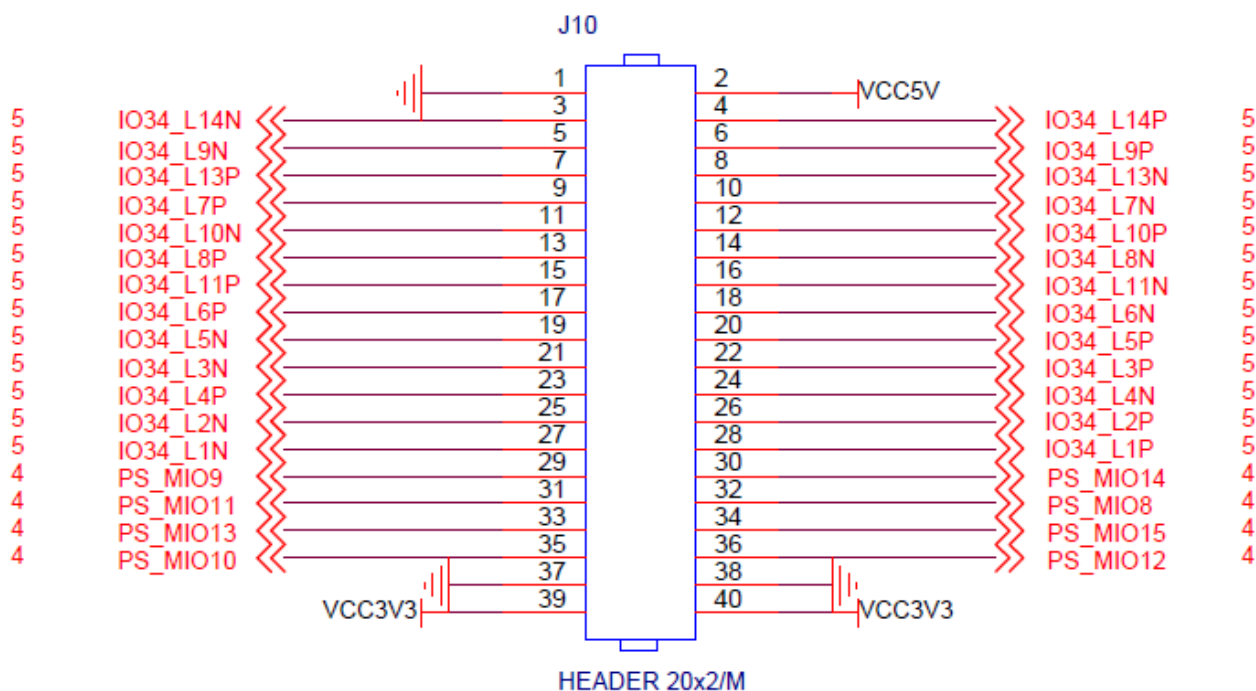 J10
1 2 VCC5V
3 4
5 IO34_L14N IO34_L14P 5
5 6
5 IO34_L9N IO34_L9P 5
7 8
5 IO34_L13P IO34_L13N 5
9 10
5 IO34_L7P IO34_L7N 5
11 12
5 IO34_L10N IO34_L10P 5
13 14
5 IO34_L8P IO34_L8N 5
15 16
5 IO34_L11P IO34_L11N 5
17 18
5 IO34_L6P IO34_L6N 5
19 20
5 IO34_L5N IO34_L5P 5
21 22
5 IO34_L3N IO34_L3P 5
23 24
5 IO34_L4P IO34_L4N 5
25 26
5 IO34_L2N IO34_L2P 5
27 28
5 IO34_L1N IO34_L1P 5
29 30
4 PS_MIO9 PS_MIO14 4
31 32
4 PS_MIO11 PS_MIO8 4
33 34
4 PS_MIO13 PS_MIO15 4
35 36
4 PS_MIO10 PS_MIO12 4
37 38
39 40
VCC3V3 VCC3V3
HEADER 20x2/M